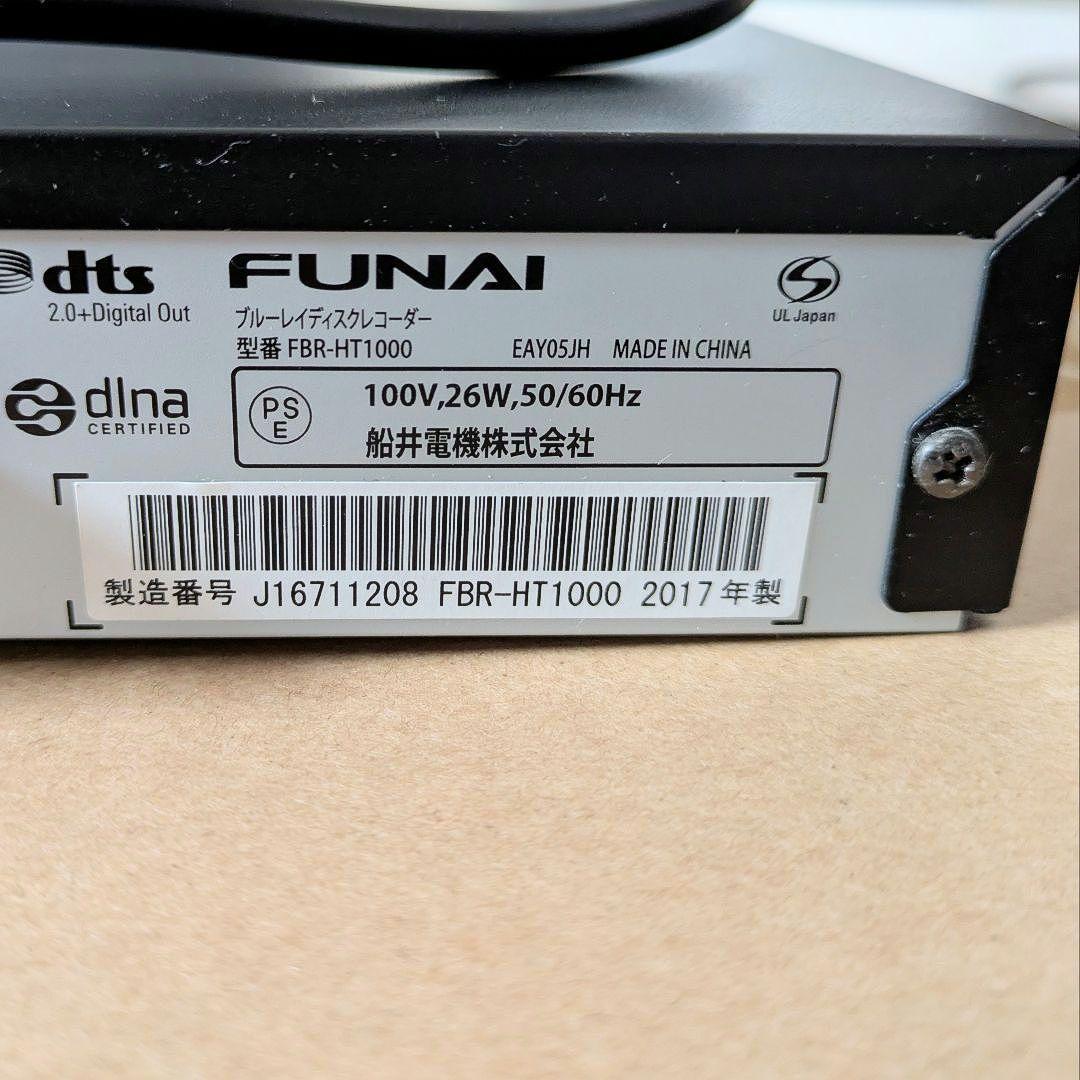 dts
2.0+Digital Out
FUNAI
ブルーレイディスクレコーダー
型番 FBR-HT1000 EAY05JH MADE IN CHINA
UL Japan
dlna
CERTIFIED
PS
E
100V,26W,50/60Hz
船井電機株式会社
製造番号 J16711208 FBR-HT1000 2017年製